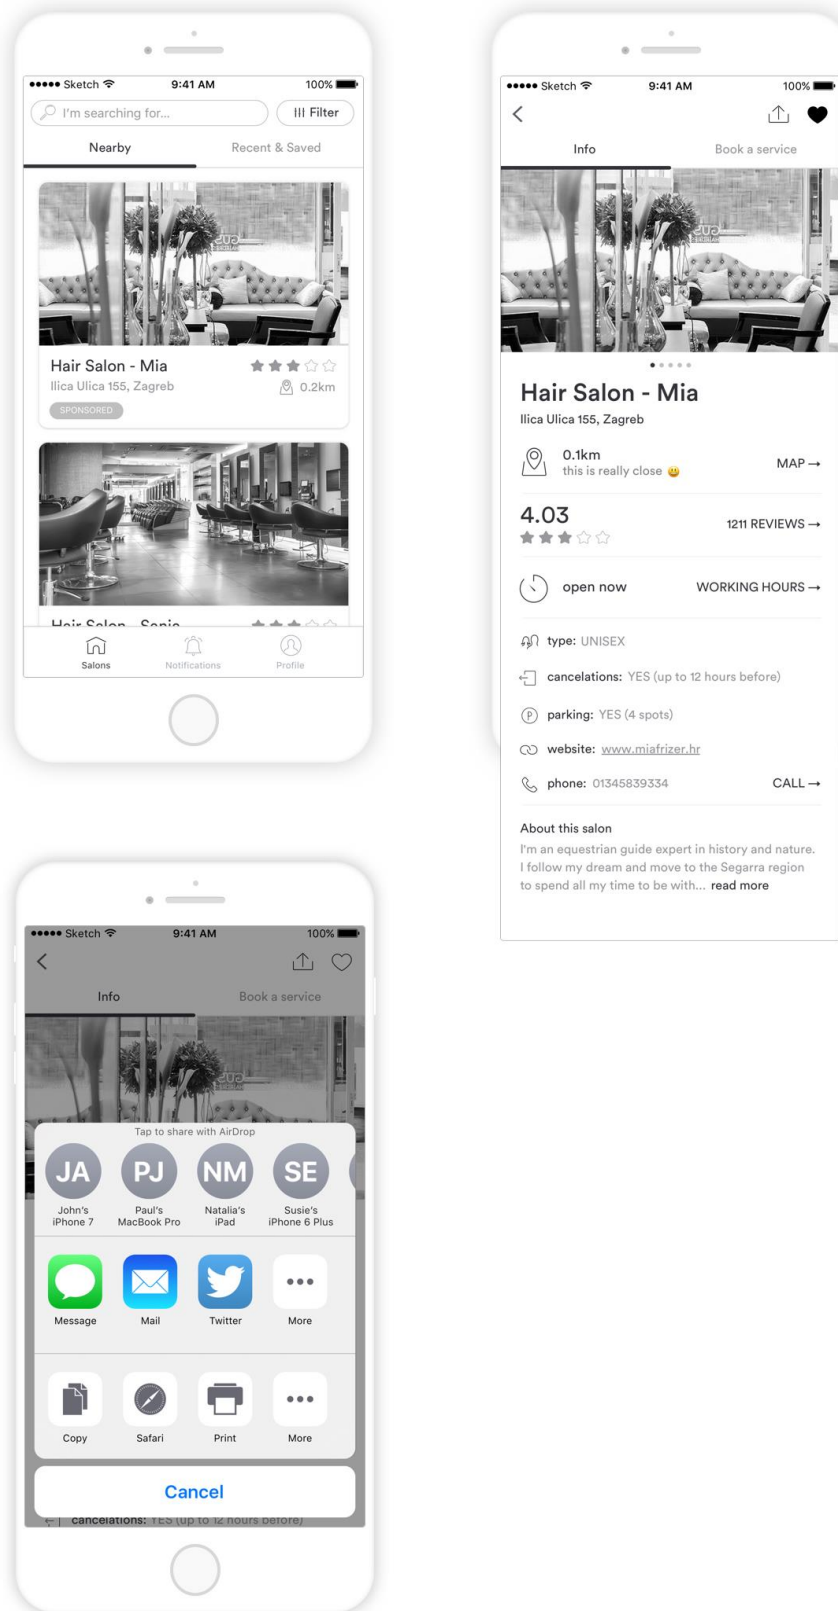 Sketch 9:41 AM 100%
I'm searching for...
Filter
Nearby Recent & Saved
Hair Salon - Mia
Ilica Ulica 155, Zagreb 0.2km
SPONSORED
Hair Salon - Sanja
Salons Notifications Profile
Sketch 9:41 AM 100%
Info Book a service
Hair Salon - Mia
Ilica Ulica 155, Zagreb
0.1km
this is really close 😃
MAP→
4.03
1211 REVIEWS→
open now WORKING HOURS→
type: UNISEX
cancelations: YES (up to 12 hours before)
P parking: YES (4 spots)
website: www.miafrizer.hr
phone: 01345839334 CALL→
About this salon
I'm an equestrian guide expert in history and nature.
I follow my dream and move to the Segarra region
to spend all my time to be with... read more
Sketch 9:41 AM 100%
Info Book a service
Tap to share with AirDrop
JA PJ NM SE
John's Paul's Natalia's Susie's
iPhone 7 MacBook Pro iPad iPhone 6 Plus
Message Mail Twitter More
Copy Safari Print More
Cancel
cancelations: YES (up to 12 hours before)